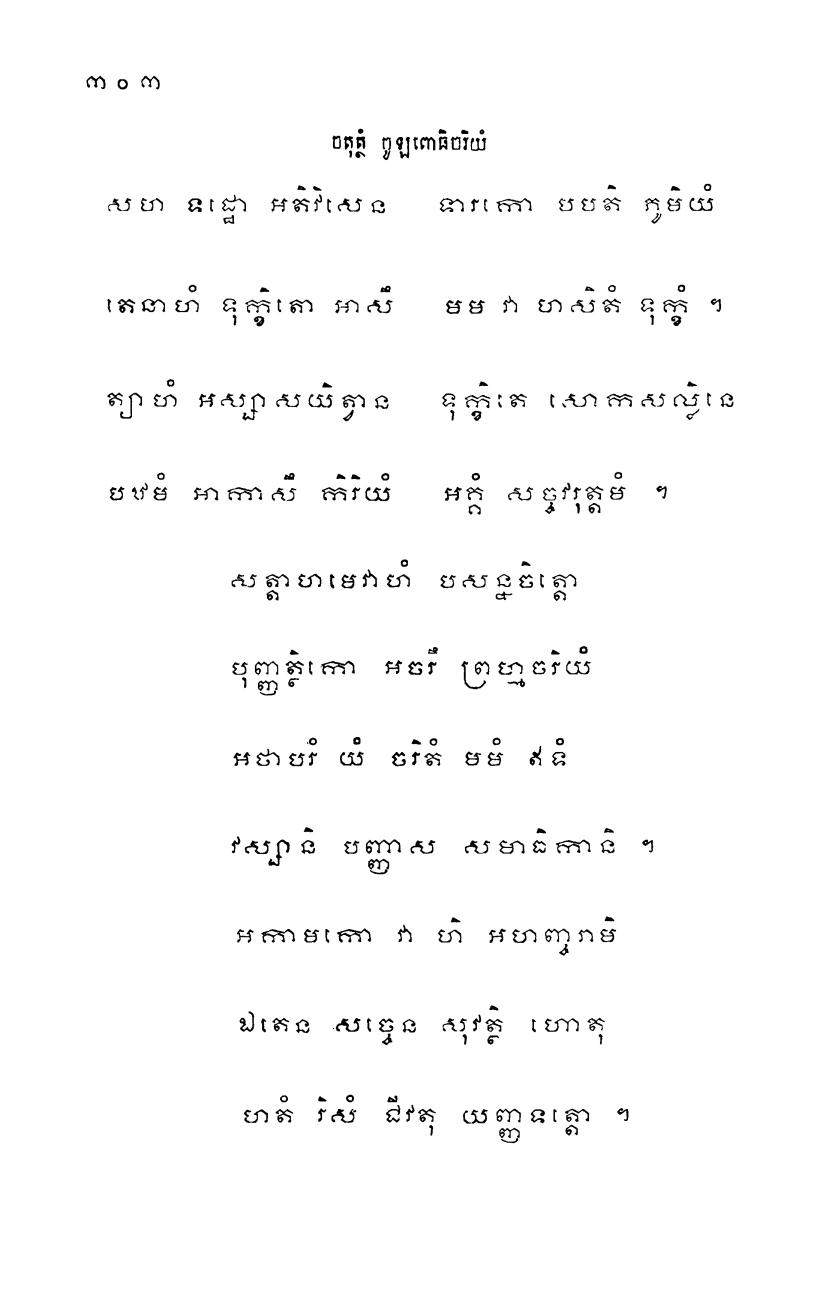 ៣០៣
ចតុត្ថំ ចូឡពោធិចរិយំ
សហ ទដ្ឋោ អតិវិសេន ទារកោ បបតិ ភូមិយំ
តេនាហំ ទុក្ខិតោ អាសឹ មម វា ហសិតំ ទុក្ខំ ។
ត្យាហំ អស្សាសយិត្វាន ទុក្ខិតេ សោកសល្លិនេ
បឋមំ អាកាសឹ កិរិយំ អគ្គំ សច្ចវរុត្តមំ ។
សត្តាហមេវាហំ បសន្នចិត្តោ
បុញ្ញត្ថិកោ អចរឹ ព្រហ្មចរិយំ
អថាបរំ យំ ចរិតំ មមំ ឥទំ
វស្សានិ បញ្ញាស សមាធិកានិ ។
អកាមកោ វា ហិ អហញ្ចរាមិ
ឯតេន សច្ចេន សុវត្ថិ ហោតុ
ហតំ វិសំ ជីវតុ យញ្ញទត្តោ ។